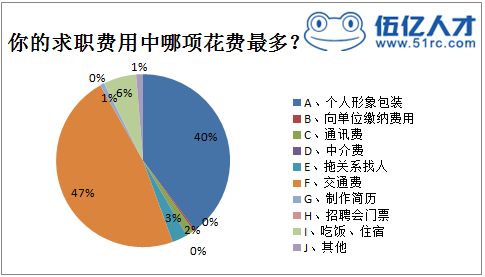 伍亿人才
www.51rc.com
你的求职费用中哪项花费最多？
1%
0%
1%
6%
40%
47%
3%
2%
0%
0%
A、个人形象包装
B、向单位缴纳费用
C、通讯费
D、中介费
E、拖关系找人
F、交通费
G、制作简历
H、招聘会门票
I、吃饭、住宿
J、其他